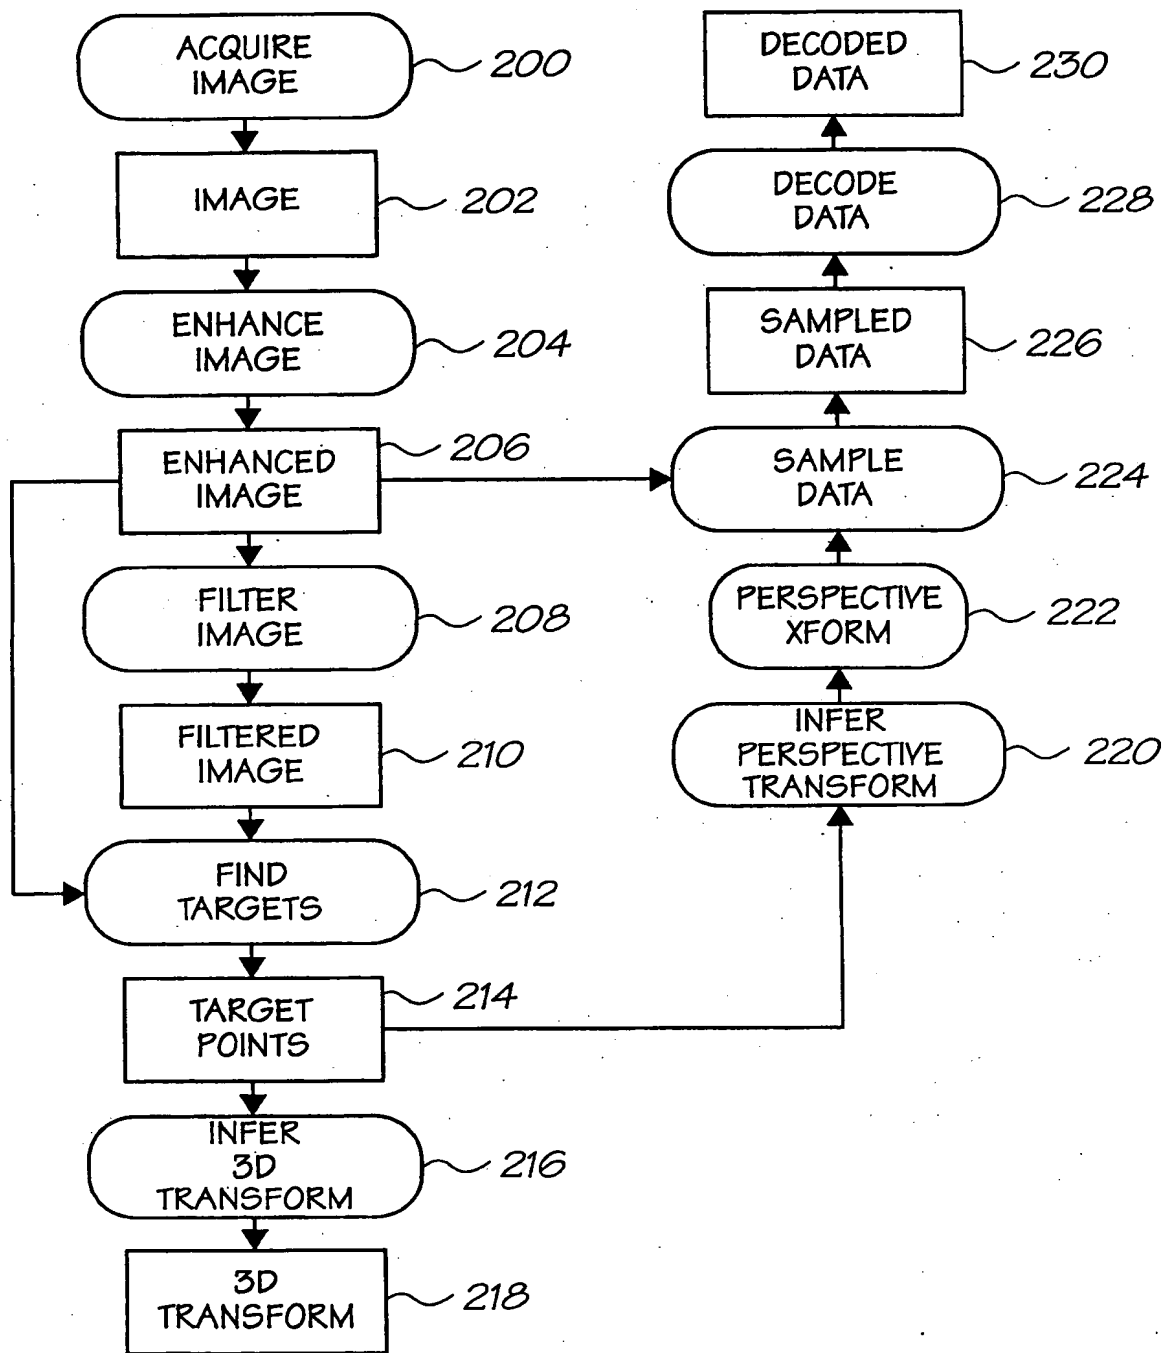 ACQUIRE
IMAGE
200
IMAGE
202
ENHANCE
IMAGE
204
ENHANCED
IMAGE
206
FILTER
IMAGE
208
FILTERED
IMAGE
210
FIND
TARGETS
212
TARGET
POINTS
214
INFER
3D
TRANSFORM
216
3D
TRANSFORM
218
DECODED
DATA
230
DECODE
DATA
228
SAMPLED
DATA
226
SAMPLE
DATA
224
PERSPECTIVE
XFORM
222
INFER
PERSPECTIVE
TRANSFORM
220